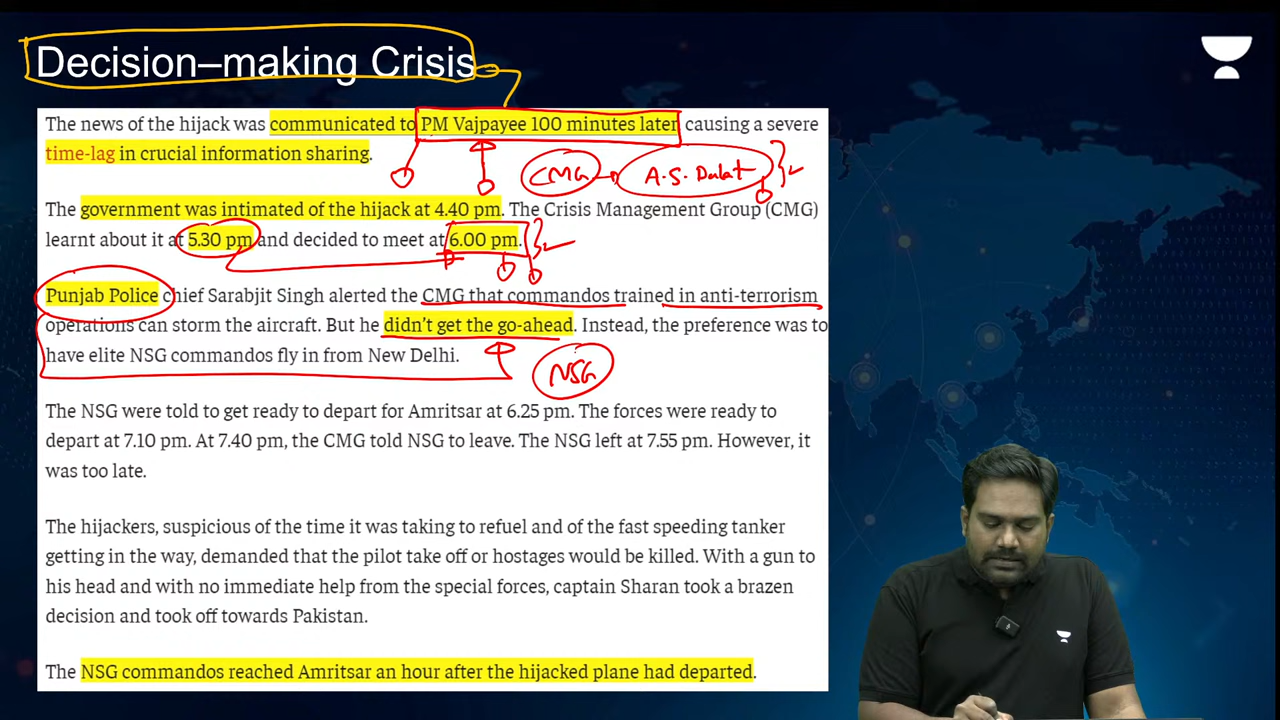 Decision–making Crisis
The news of the hijack was communicated to PM Vajpayee 100 minutes later, causing a severe
time-lag in crucial information sharing.
CMG → A.S. Dulat
The government was intimated of the hijack at 4.40 pm. The Crisis Management Group (CMG)
learnt about it at 5.30 pm and decided to meet at 6.00 pm.
Punjab Police chief Sarabjit Singh alerted the CMG that commandos trained in anti-terrorism
operations can storm the aircraft. But he didn’t get the go-ahead. Instead, the preference was to
have elite NSG commandos fly in from New Delhi.
NSG
The NSG were told to get ready to depart for Amritsar at 6.25 pm. The forces were ready to
depart at 7.10 pm. At 7.40 pm, the CMG told NSG to leave. The NSG left at 7.55 pm. However, it
was too late.
The hijackers, suspicious of the time it was taking to refuel and of the fast speeding tanker
getting in the way, demanded that the pilot take off or hostages would be killed. With a gun to
his head and with no immediate help from the special forces, captain Sharan took a brazen
decision and took off towards Pakistan.
The NSG commandos reached Amritsar an hour after the hijacked plane had departed.